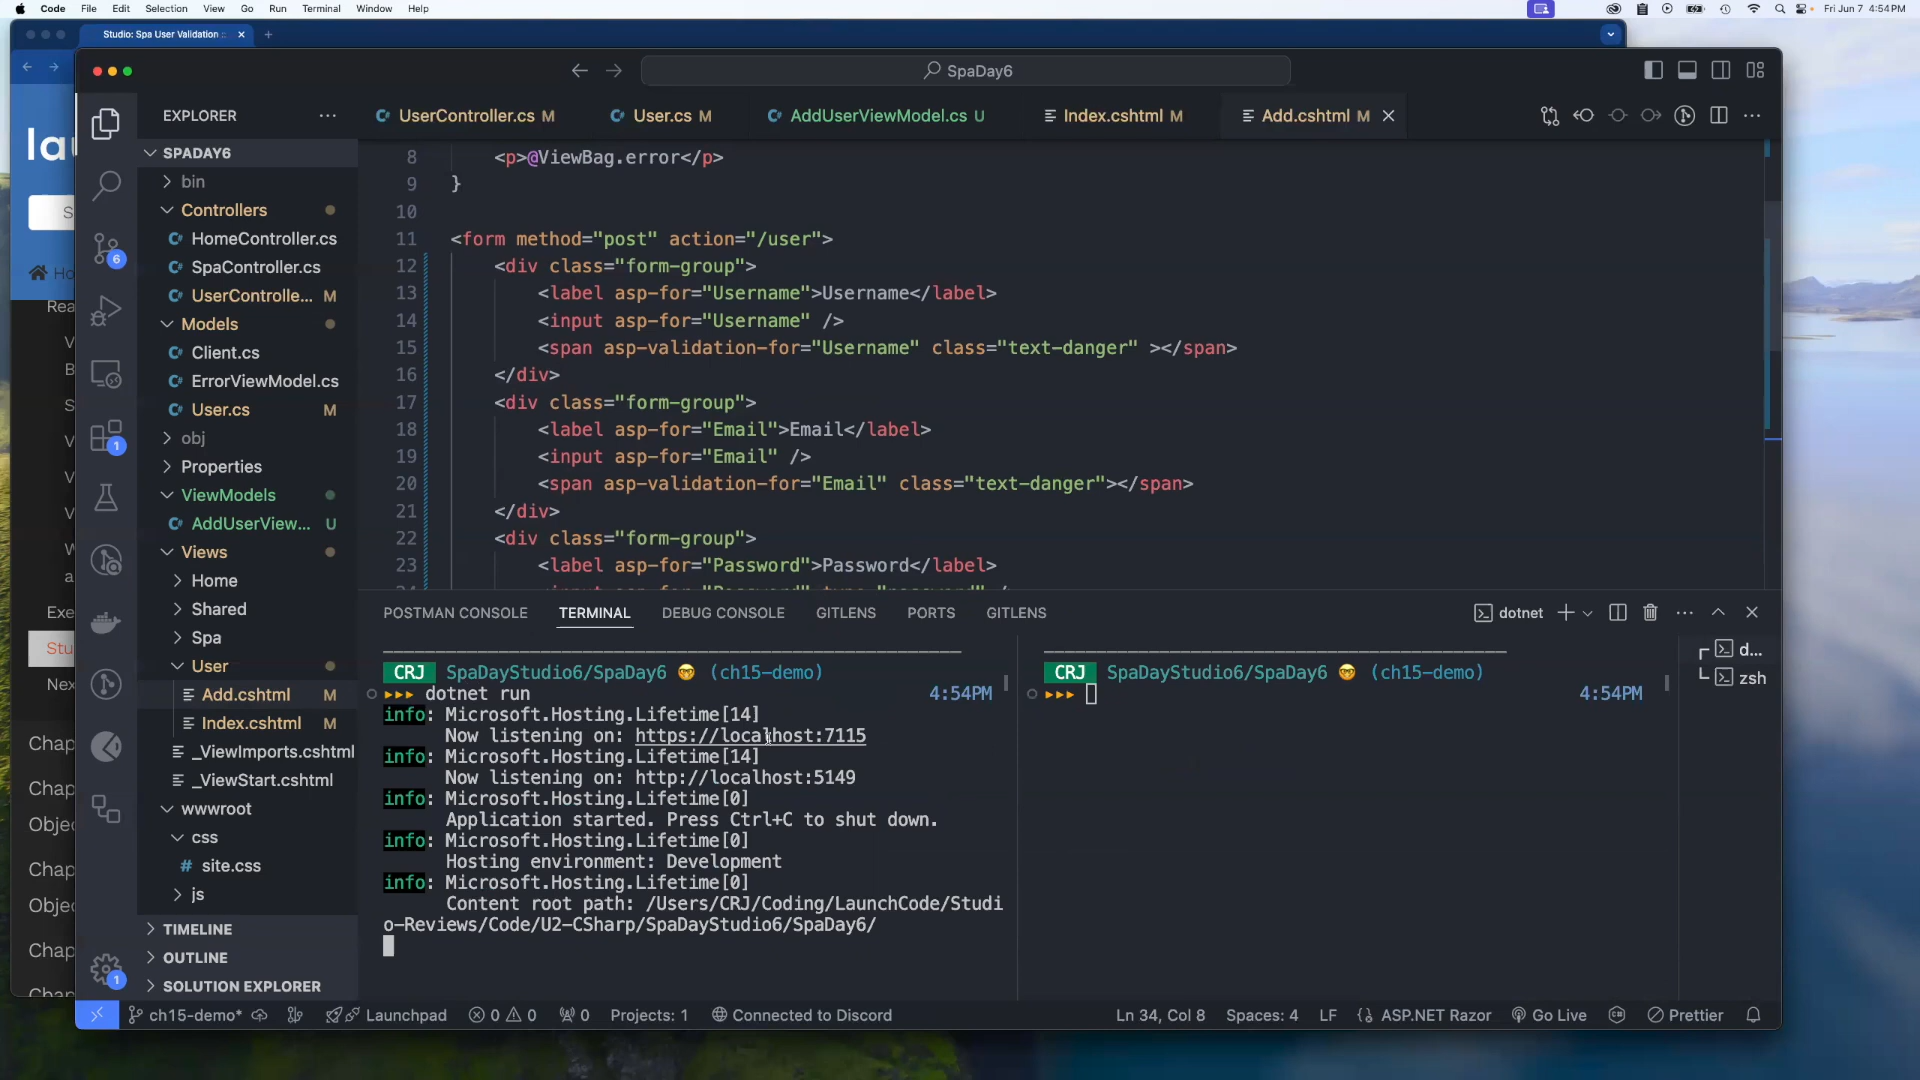 Code File Edit Selection View Go Run Terminal Window Help
Fri Jun 7 4:54 PM
Studio: Spa User Validation ::
SpaDay6
EXPLORER
UserController.cs M
User.cs M
AddUserViewModel.cs U
Index.cshtml M
Add.cshtml M
SPADAY6
bin
Controllers
HomeController.cs
SpaController.cs
UserControlle... M
Models
Client.cs
ErrorViewModel.cs
User.cs M
obj
Properties
ViewModels
AddUserView... U
Views
Home
Shared
Spa
User
Add.cshtml M
Index.cshtml M
_ViewImports.cshtml
_ViewStart.cshtml
wwwroot
css
# site.css
js
TIMELINE
OUTLINE
SOLUTION EXPLORER
8 <p>@ViewBag.error</p>
9 }
10
11 <form method="post" action="/user">
12 <div class="form-group">
13 <label asp-for="Username">Username</label>
14 <input asp-for="Username" />
15 <span asp-validation-for="Username" class="text-danger" ></span>
16 </div>
17 <div class="form-group">
18 <label asp-for="Email">Email</label>
19 <input asp-for="Email" />
20 <span asp-validation-for="Email" class="text-danger"></span>
21 </div>
22 <div class="form-group">
23 <label asp-for="Password">Password</label>
POSTMAN CONSOLE TERMINAL DEBUG CONSOLE GITLENS PORTS GITLENS
dotnet
CRJ SpaDayStudio6/SpaDay6 🤓 (ch15-demo)
▸▸▸ dotnet run 4:54PM
info: Microsoft.Hosting.Lifetime[14]
Now listening on: https://localhost:7115
info: Microsoft.Hosting.Lifetime[14]
Now listening on: http://localhost:5149
info: Microsoft.Hosting.Lifetime[0]
Application started. Press Ctrl+C to shut down.
info: Microsoft.Hosting.Lifetime[0]
Hosting environment: Development
info: Microsoft.Hosting.Lifetime[0]
Content root path: /Users/CRJ/Coding/LaunchCode/Studi
o-Reviews/Code/U2-CSharp/SpaDayStudio6/SpaDay6/
CRJ SpaDayStudio6/SpaDay6 🤓 (ch15-demo)
▸▸▸ 4:54PM
d...
zsh
6
1
1
ch15-demo* Launchpad 0 0 0 Projects: 1 Connected to Discord
Ln 34, Col 8 Spaces: 4 LF ASP.NET Razor Go Live Prettier